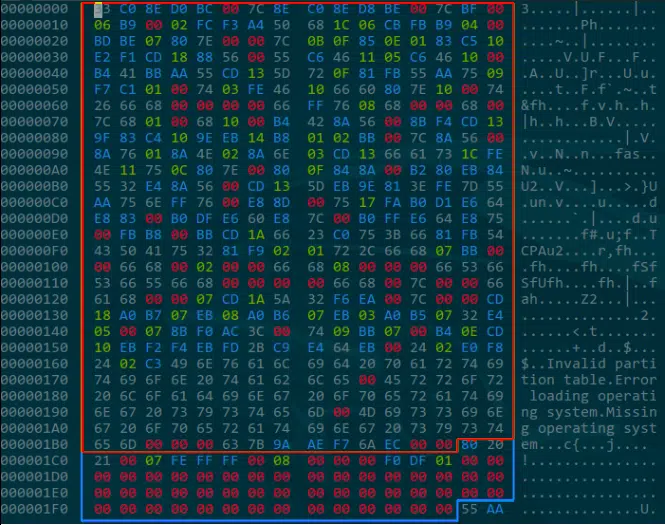 00000000 33 C0 8E D0 BC 00 7C 8E C0 8E D8 BE 00 7C BF 00 3.....|......|..
00000010 06 B9 00 02 FC F3 A4 50 68 1C 06 CB FB B9 04 00 .......Ph.......
00000020 BD BE 07 80 7E 00 00 7C 0B 0F 85 0E 01 83 C5 10 ....~..|........
00000030 E2 F1 CD 18 88 56 00 55 C6 46 11 05 C6 46 10 00 .....V.U.F...F..
00000040 B4 41 BB AA 55 CD 13 5D 72 0F 81 FB 55 AA 75 09 .A..U..]r...U.u.
00000050 F7 C1 01 00 74 03 FE 46 10 66 60 80 7E 10 00 74 ....t..F.f`.~..t
00000060 26 66 68 00 00 00 00 66 FF 76 08 68 00 00 68 00 &fh....f.v.h..h.
00000070 7C 68 01 00 68 10 00 B4 42 8A 56 00 8B F4 CD 13 |h..h...B.V.....
00000080 9F 83 C4 10 9E EB 14 B8 01 02 BB 00 7C 8A 56 00 ............|.V.
00000090 8A 76 01 8A 4E 02 8A 6E 03 CD 13 66 61 73 1C FE .v..N..n...fas..
000000A0 4E 11 75 0C 80 7E 00 80 0F 84 8A 00 B2 80 EB 84 N.u..~..........
000000B0 55 32 E4 8A 56 00 CD 13 5D EB 9E 81 3E FE 7D 55 U2..V...]...>.}U
000000C0 AA 75 6E FF 76 00 E8 8D 00 75 17 FA B0 D1 E6 64 .un.v....u.....d
000000D0 E8 83 00 B0 DF E6 60 E8 7C 00 B0 FF E6 64 E8 75 ......`.|....d.u
000000E0 00 FB B8 00 BB CD 1A 66 23 C0 75 3B 66 81 FB 54 .......f#.u;f..T
000000F0 43 50 41 75 32 81 F9 02 01 72 2C 66 68 07 BB 00 CPAu2....r,fh...
00000100 00 66 68 00 02 00 00 66 68 08 00 00 00 66 53 66 .fh....fh....fSf
00000110 53 66 55 66 68 00 00 00 00 66 68 00 7C 00 00 66 SfUfh....fh.|..f
00000120 61 68 00 00 07 CD 1A 5A 32 F6 EA 00 7C 00 00 CD ah.....Z2...|...
00000130 18 A0 B7 07 EB 08 A0 B6 07 EB 03 A0 B5 07 32 E4 ..............2.
00000140 05 00 07 8B F0 AC 3C 00 74 09 BB 07 00 B4 0E CD ......<.t.......
00000150 10 EB F2 F4 EB FD 2B C9 E4 64 EB 00 24 02 E0 F8 ......+..d..$...
00000160 24 02 C3 49 6E 76 61 6C 69 64 20 70 61 72 74 69 $..Invalid parti
00000170 74 69 6F 6E 20 74 61 62 6C 65 00 45 72 72 6F 72 tion table.Error
00000180 20 6C 6F 61 64 69 6E 67 20 6F 70 65 72 61 74 69  loading operati
00000190 6E 67 20 73 79 73 74 65 6D 00 4D 69 73 73 69 6E ng system.Missin
000001A0 67 20 6F 70 65 72 61 74 69 6E 67 20 73 79 73 74 g operating syst
000001B0 65 6D 00 00 00 63 7B 9A AE F7 6A EC 00 00 80 20 em...c{...j.... 
000001C0 21 00 07 FE FF FF 00 08 00 00 00 F0 DF 01 00 00 !...............
000001D0 00 00 00 00 00 00 00 00 00 00 00 00 00 00 00 00 ................
000001E0 00 00 00 00 00 00 00 00 00 00 00 00 00 00 00 00 ................
000001F0 00 00 00 00 00 00 00 00 00 00 00 00 00 00 55 AA ..............U.